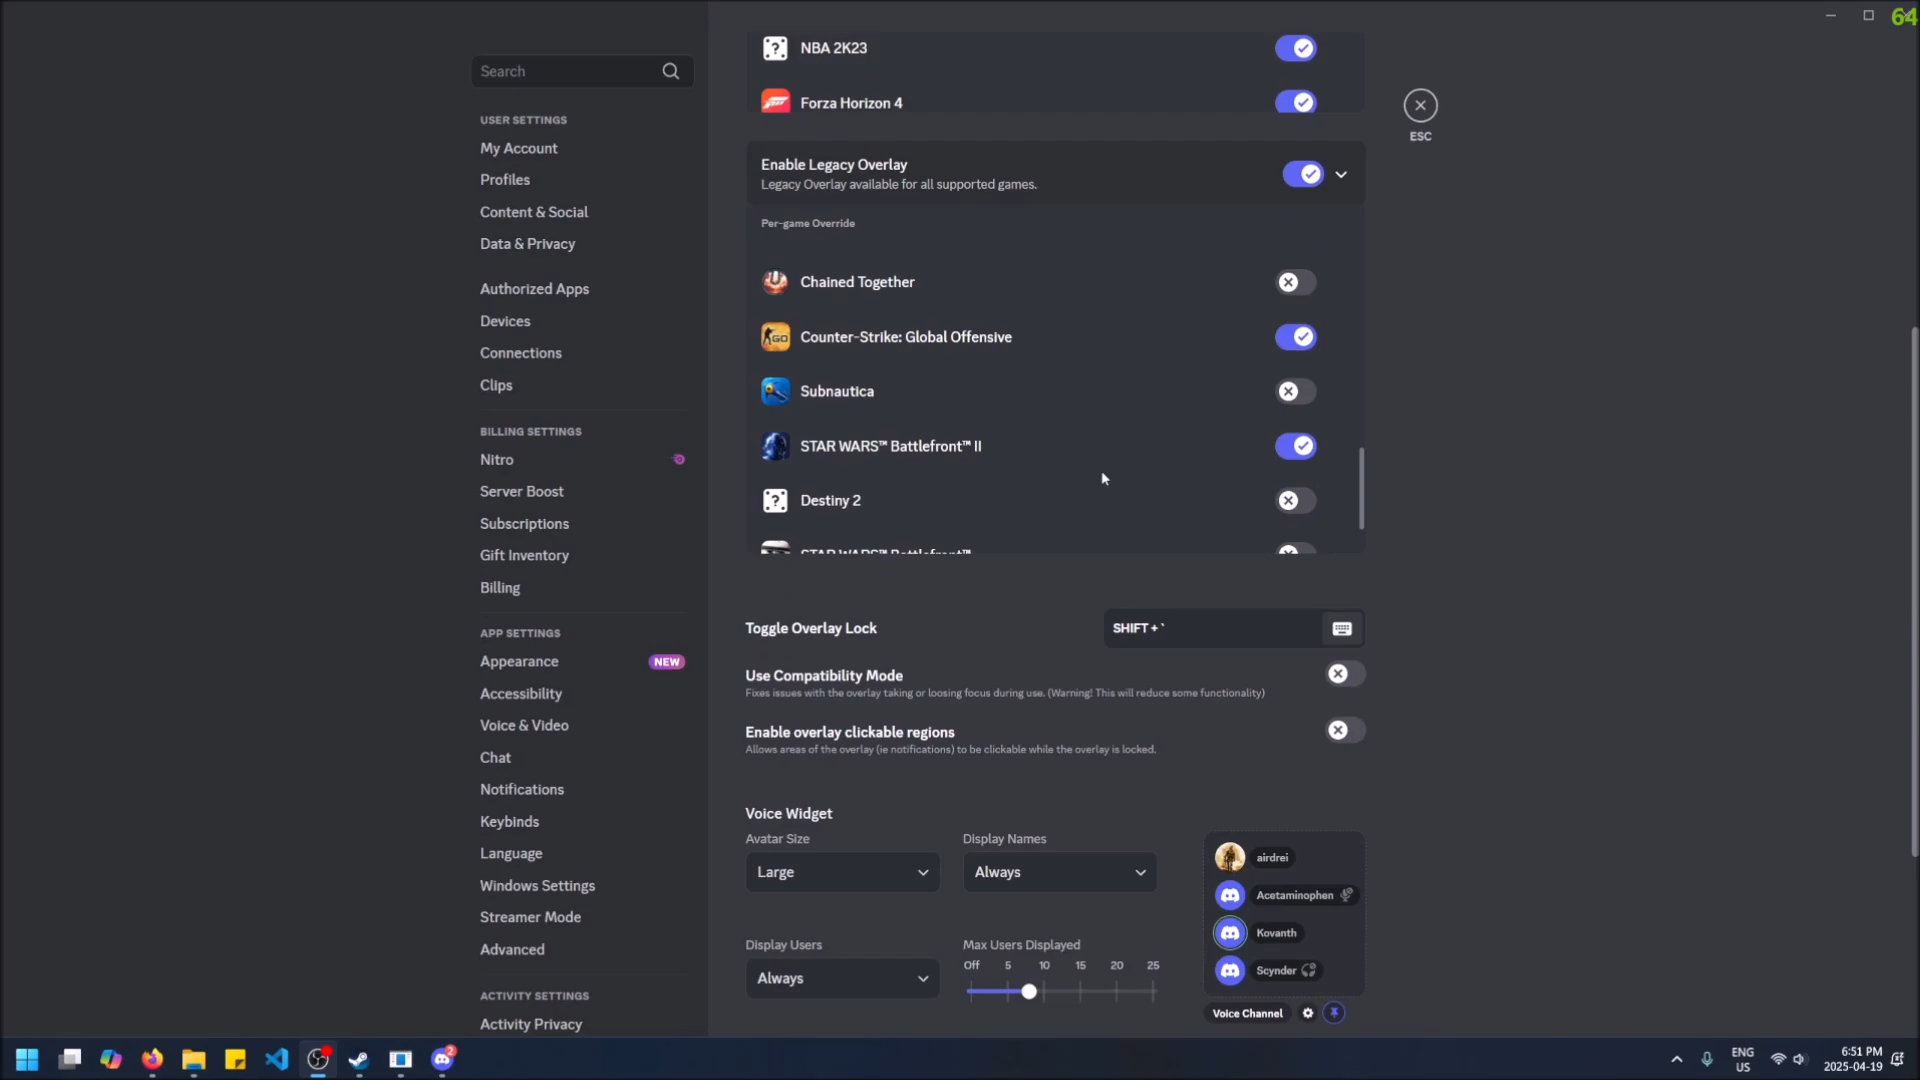 64
Search
USER SETTINGS
My Account
Profiles
Content & Social
Data & Privacy
Authorized Apps
Devices
Connections
Clips
BILLING SETTINGS
Nitro
Server Boost
Subscriptions
Gift Inventory
Billing
APP SETTINGS
Appearance NEW
Accessibility
Voice & Video
Chat
Notifications
Keybinds
Language
Windows Settings
Streamer Mode
Advanced
ACTIVITY SETTINGS
Activity Privacy
NBA 2K23
Forza Horizon 4
ESC
Enable Legacy Overlay
Legacy Overlay available for all supported games.
Per-game Override
Chained Together
Counter-Strike: Global Offensive
Subnautica
STAR WARS™ Battlefront™ II
Destiny 2
STAR WARS™ Battlefront™
Toggle Overlay Lock SHIFT + `
Use Compatibility Mode
Fixes issues with the overlay taking or loosing focus during use. (Warning! This will reduce some functionality)
Enable overlay clickable regions
Allows areas of the overlay (ie notifications) to be clickable while the overlay is locked.
Voice Widget
Avatar Size Display Names
Large Always
Display Users Max Users Displayed
Off 5 10 15 20 25
Always
airdrei
Acetaminophen
Kovanth
Scynder
Voice Channel
2
ENG
US
6:51 PM
2025-04-19